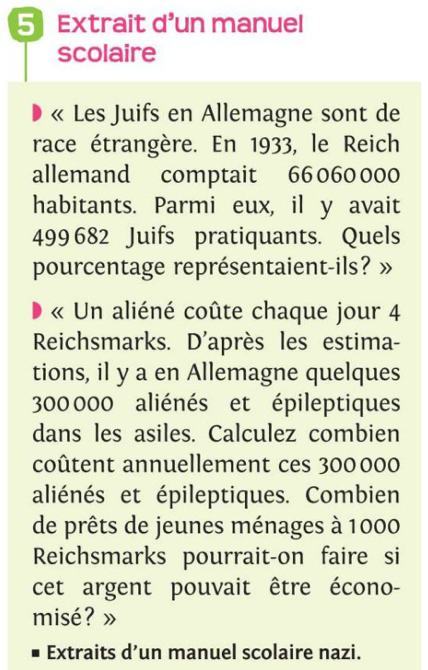 5 Extrait d'un manuel
scolaire
« Les Juifs en Allemagne sont de
race étrangère. En 1933, le Reich
allemand comptait 66 060 000
habitants. Parmi eux, il y avait
499 682 Juifs pratiquants. Quels
pourcentage représentaient-ils ? »
« Un aliéné coûte chaque jour 4
Reichsmarks. D'après les estima-
tions, il y a en Allemagne quelques
300 000 aliénés et épileptiques
dans les asiles. Calculez combien
coûtent annuellement ces 300 000
aliénés et épileptiques. Combien
de prêts de jeunes ménages à 1 000
Reichsmarks pourrait-on faire si
cet argent pouvait être écono-
misé ? »
▪ Extraits d'un manuel scolaire nazi.